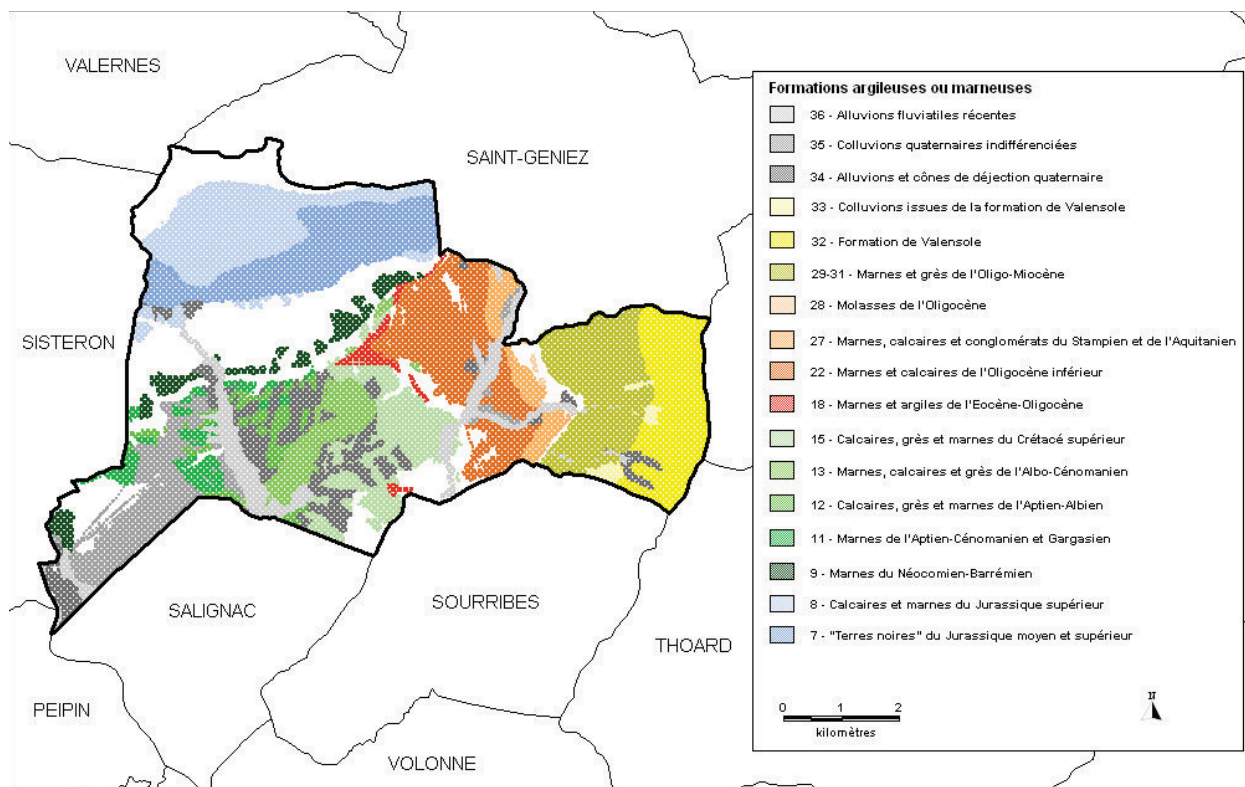 VALERNES
SAINT-GENIEZ
SISTERON
SALIGNAC
SOURRIBES
THOARD
PEIPIN
VOLONNE
Formations argileuses ou marneuses
36 - Alluvions fluviatiles récentes
35 - Colluvions quaternaires indifférenciées
34 - Alluvions et cônes de déjection quaternaire
33 - Colluvions issues de la formation de Valensole
32 - Formation de Valensole
29-31 - Marnes et grès de l'Oligo-Miocène
28 - Molasses de l'Oligocène
27 - Marnes, calcaires et conglomérats du Stampien et de l'Aquitanien
22 - Marnes et calcaires de l'Oligocène inférieur
18 - Marnes et argiles de l'Eocène-Oligocène
15 - Calcaires, grès et marnes du Crétacé supérieur
13 - Marnes, calcaires et grès de l'Albo-Cénomanien
12 - Calcaires, grès et marnes de l'Aptien-Albien
11 - Marnes de l'Aptien-Cénomanien et Gargasien
9 - Marnes du Néocomien-Barrémien
8 - Calcaires et marnes du Jurassique supérieur
7 - "Terres noires" du Jurassique moyen et supérieur
0 1 2
kilomètres
N